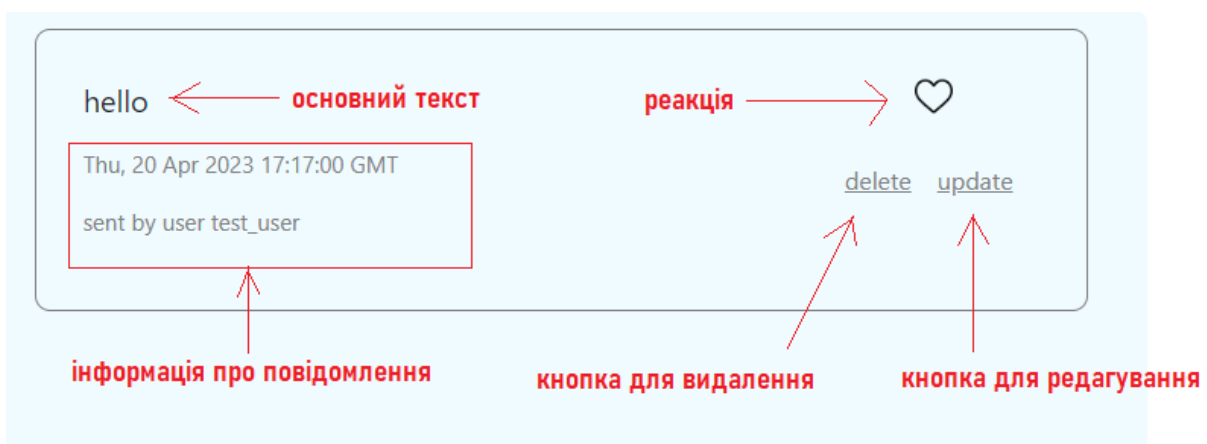 hello
основний текст
реакція
Thu, 20 Apr 2023 17:17:00 GMT
delete update
sent by user test_user
інформація про повідомлення
кнопка для видалення
кнопка для редагування